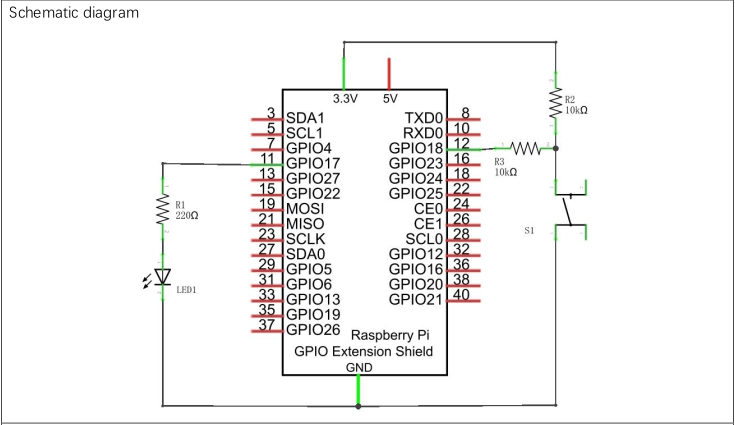 Schematic diagram
3.3V 5V
3 SDA1 TXD0 8
5 SCL1 RXD0 10
7 GPIO4 GPIO18 12
11 GPIO17 GPIO23 16
13 GPIO27 GPIO24 18
15 GPIO22 GPIO25 22
19 MOSI CE0 24
21 MISO CE1 26
23 SCLK SCL0 28
27 SDA0 GPIO12 32
29 GPIO5 GPIO16 36
31 GPIO6 GPIO20 38
33 GPIO13 GPIO21 40
35 GPIO19
37 GPIO26
Raspberry Pi
GPIO Extension Shield
GND
R1
220Ω
LED1
R2
10kΩ
R3
10kΩ
S1